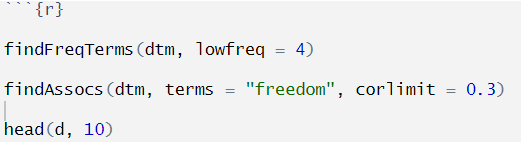 ```{r}
findFreqTerms(dtm, lowfreq = 4)
findAssocs(dtm, terms = "freedom", corlimit = 0.3)
head(d, 10)